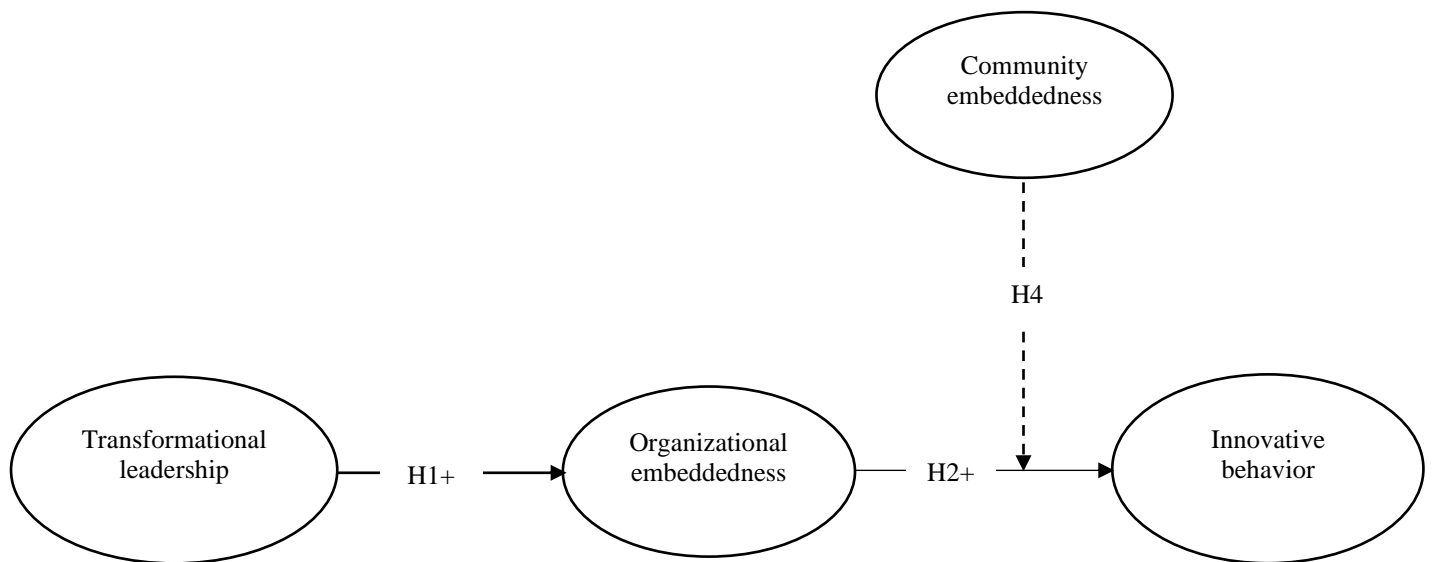 Community
embeddedness
H4
Transformational
leadership
H1+
Organizational
embeddedness
H2+
Innovative
behavior